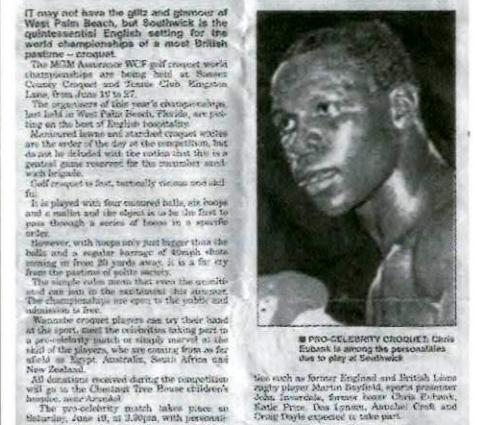 IT may not have the glitz and glamour of
West Palm Beach, but Southwick is the
quintessential English setting for the
world championships of a most British
pastime – croquet.
The MGM Assurance WCF golf croquet world
championships are being held at Sussex
County Croquet and Tennis Club, Kingston
Lane, from June 19 to 27.
The organisers of this year's championships,
last held in West Palm Beach, Florida, are put-
ting on the best of English hospitality.
Manicured lawns and starched croquet whites
are the order of the day at the competition, but
do not be deluded with the notion that this is a
genteel game reserved for the cucumber sand-
wich brigade.
Golf croquet is fast, tactically vicious and skil-
ful.
It is played with four coloured balls, six hoops
and a mallet and the object is to be the first to
pass through a series of hoops in a specific
order.
However, with hoops only just bigger than the
balls and a regular barrage of 40mph shots
coming in from 20 yards away, it is a far cry
from the pastime of polite society.
The simple rules mean that even the uniniti-
ated can join in the excitement this summer.
The championships are open to the public and
admission is free.
Wannabe croquet players can try their hand
at the sport, meet the celebrities taking part in
a pro-celebrity match or simply marvel at the
skill of the players, who are coming from as far
afield as Egypt, Australia, South Africa and
New Zealand.
All donations received during the competition
will go to the Chestnut Tree House children's
hospice, near Arundel.
The pro-celebrity match takes place on
Saturday, June 19, at 3.30pm, with personali-
■ PRO-CELEBRITY CROQUET: Chris
Eubank is among the personalities
due to play at Southwick
ties such as former England and British Lions
rugby player Martin Bayfield, sports presenter
John Inverdale, former boxer Chris Eubank,
Katie Price, Des Lynam, Annabel Croft and
Craig Doyle expected to take part.